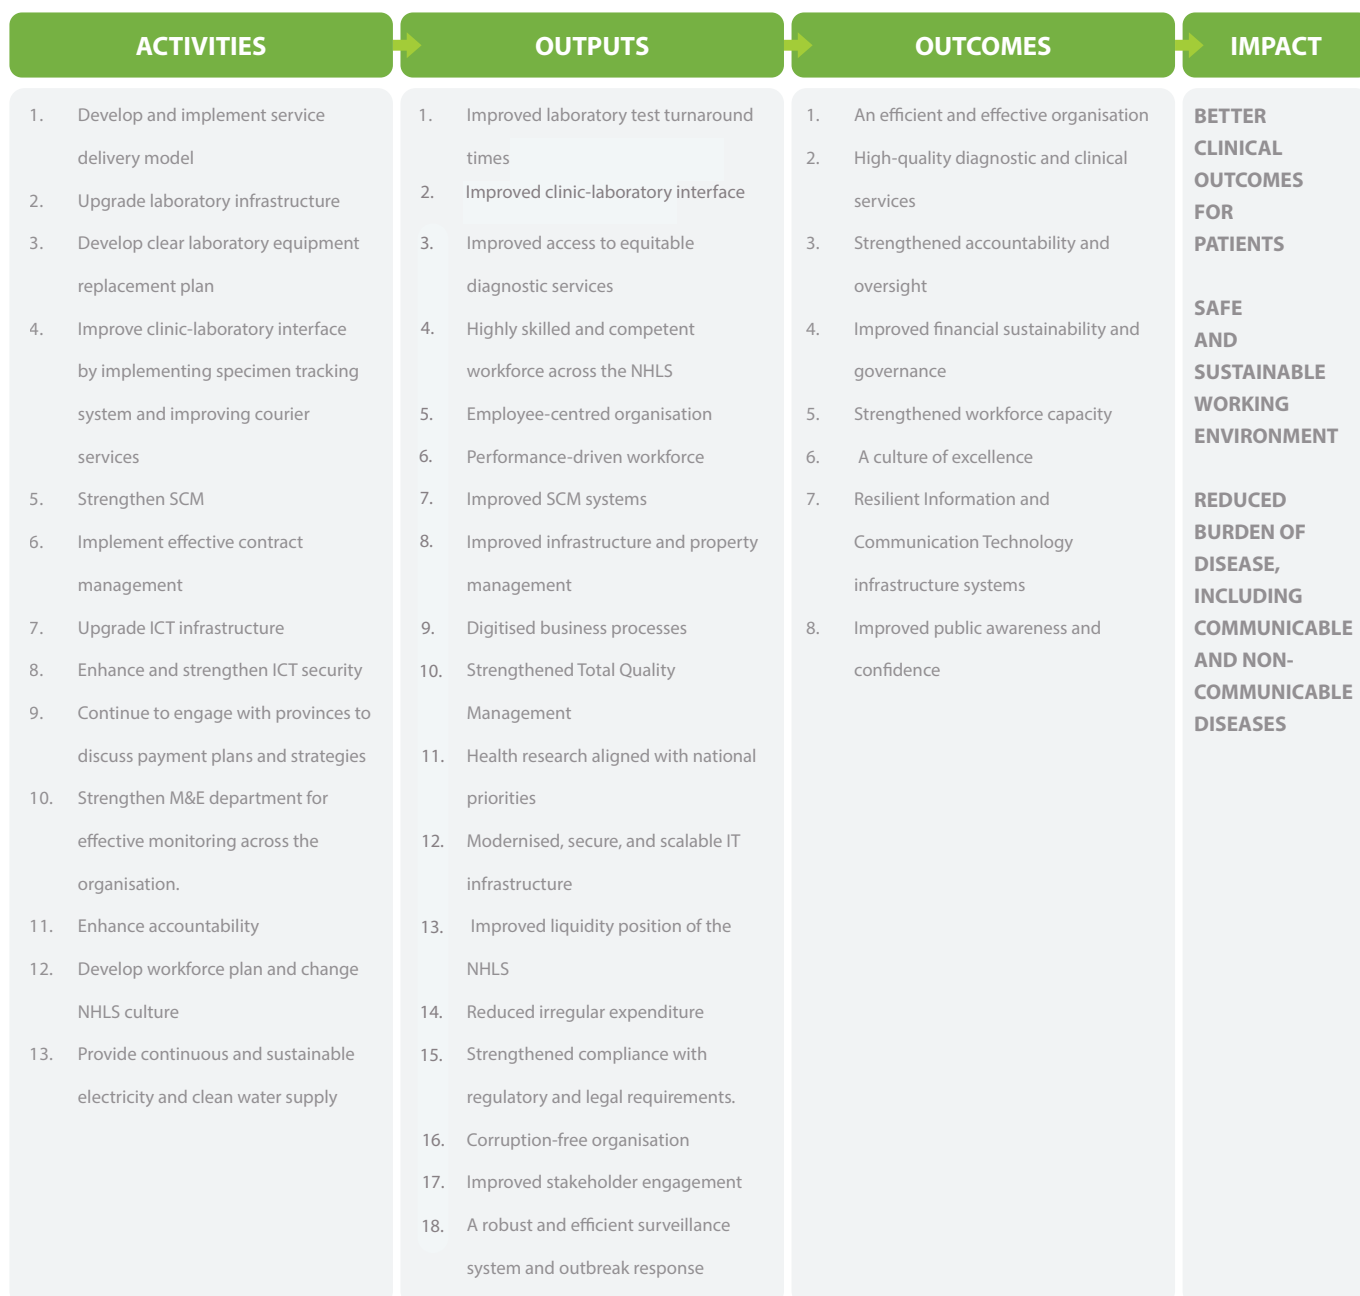 ACTIVITIES
1. Develop and implement service
delivery model
2. Upgrade laboratory infrastructure
3. Develop clear laboratory equipment
replacement plan
4. Improve clinic-laboratory interface
by implementing specimen tracking
system and improving courier
services
5. Strengthen SCM
6. Implement effective contract
management
7. Upgrade ICT infrastructure
8. Enhance and strengthen ICT security
9. Continue to engage with provinces to
discuss payment plans and strategies
10. Strengthen M&E department for
effective monitoring across the
organisation.
11. Enhance accountability
12. Develop workforce plan and change
NHLS culture
13. Provide continuous and sustainable
electricity and clean water supply
OUTPUTS
1. Improved laboratory test turnaround
times
2. Improved clinic-laboratory interface
3. Improved access to equitable
diagnostic services
4. Highly skilled and competent
workforce across the NHLS
5. Employee-centred organisation
6. Performance-driven workforce
7. Improved SCM systems
8. Improved infrastructure and property
management
9. Digitised business processes
10. Strengthened Total Quality
Management
11. Health research aligned with national
priorities
12. Modernised, secure, and scalable IT
infrastructure
13. Improved liquidity position of the
NHLS
14. Reduced irregular expenditure
15. Strengthened compliance with
regulatory and legal requirements.
16. Corruption-free organisation
17. Improved stakeholder engagement
18. A robust and efficient surveillance
system and outbreak response
OUTCOMES
1. An efficient and effective organisation
2. High-quality diagnostic and clinical
services
3. Strengthened accountability and
oversight
4. Improved financial sustainability and
governance
5. Strengthened workforce capacity
6. A culture of excellence
7. Resilient Information and
Communication Technology
infrastructure systems
8. Improved public awareness and
confidence
IMPACT
BETTER
CLINICAL
OUTCOMES
FOR
PATIENTS
SAFE
AND
SUSTAINABLE
WORKING
ENVIRONMENT
REDUCED
BURDEN OF
DISEASE,
INCLUDING
COMMUNICABLE
AND NON-
COMMUNICABLE
DISEASES